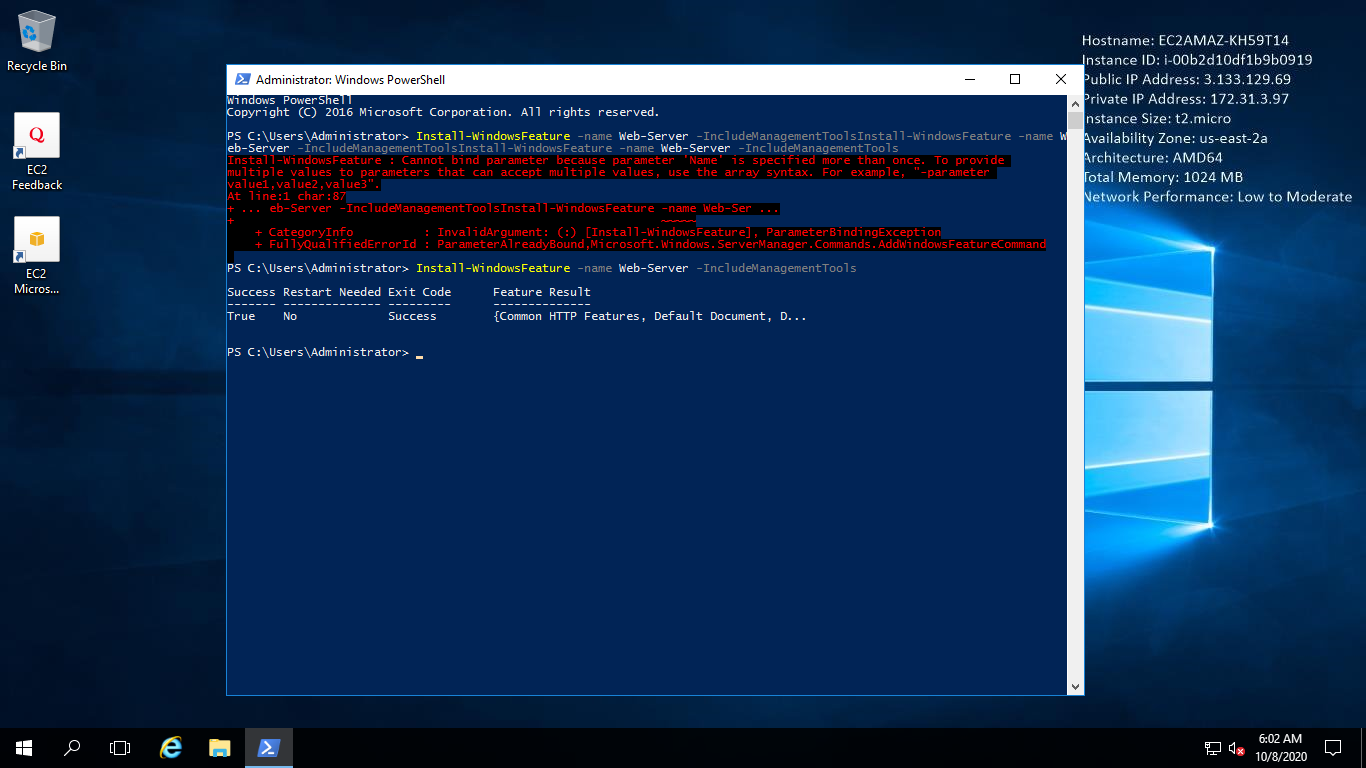 Recycle Bin
EC2
Feedback
EC2
Micros...
Administrator: Windows PowerShell
Windows PowerShell
Copyright (C) 2016 Microsoft Corporation. All rights reserved.
PS C:\Users\Administrator> Install-WindowsFeature -name Web-Server -IncludeManagementToolsInstall-WindowsFeature -name W
eb-Server -IncludeManagementToolsInstall-WindowsFeature -name Web-Server -IncludeManagementTools
Install-WindowsFeature : Cannot bind parameter because parameter 'Name' is specified more than once. To provide
multiple values to parameters that can accept multiple values, use the array syntax. For example, "-parameter
value1,value2,value3".
At line:1 char:87
+ ... eb-Server -IncludeManagementToolsInstall-WindowsFeature -name Web-Ser ...
+                                                              ~~~~~
    + CategoryInfo          : InvalidArgument: (:) [Install-WindowsFeature], ParameterBindingException
    + FullyQualifiedErrorId : ParameterAlreadyBound,Microsoft.Windows.ServerManager.Commands.AddWindowsFeatureCommand
PS C:\Users\Administrator> Install-WindowsFeature -name Web-Server -IncludeManagementTools
Success Restart Needed Exit Code      Feature Result
------- -------------- ---------      --------------
True    No             Success        {Common HTTP Features, Default Document, D...
PS C:\Users\Administrator> _
Hostname: EC2AMAZ-KH59T14
Instance ID: i-00b2d10df1b9b0919
Public IP Address: 3.133.129.69
Private IP Address: 172.31.3.97
Instance Size: t2.micro
Availability Zone: us-east-2a
Architecture: AMD64
Total Memory: 1024 MB
Network Performance: Low to Moderate
6:02 AM
10/8/2020